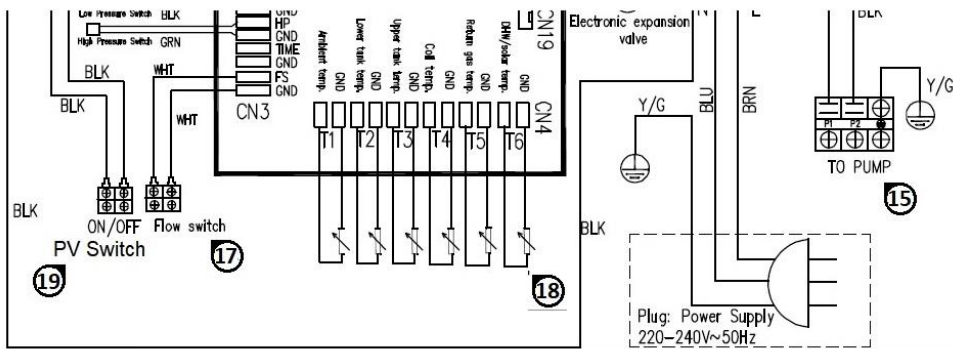 Low Pressure Switch BLK
High Pressure Switch GRN
GND
HP
GND
TIME
GND
FS
GND
CN3
BLK
BLK
WHT
WHT
BLK
ON/OFF
PV Switch
Flow switch
19
17
Ambient temp.
GND
Lower tank temp.
GND
Upper tank temp.
GND
Coil temp.
GND
Return gas temp.
GND
DHW/solar temp.
GND
CN19
CN4
T1
T2
T3
T4
T5
T6
18
Electronic expansion
valve
BLK
Y/G
BLU
BRN
Plug: Power Supply
220-240V~50Hz
BLK
P1
P2
Y/G
TO PUMP
15